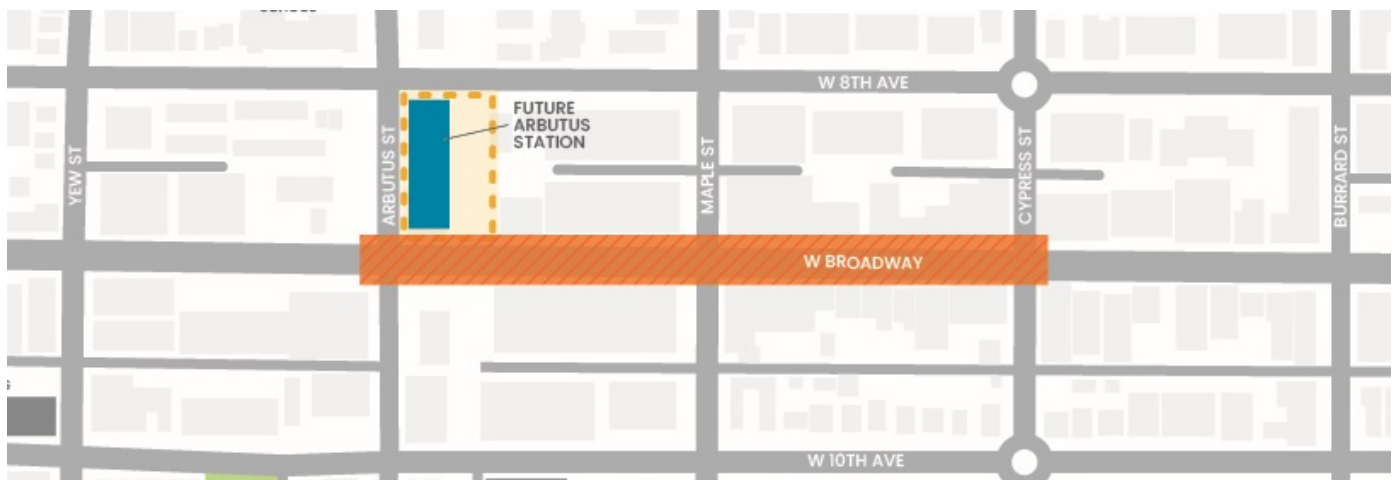 W 8TH AVE
FUTURE
ARBUTUS
STATION
YEW ST
ARBUTUS ST
MAPLE ST
CYPRESS ST
BURRARD ST
W BROADWAY
W 10TH AVE